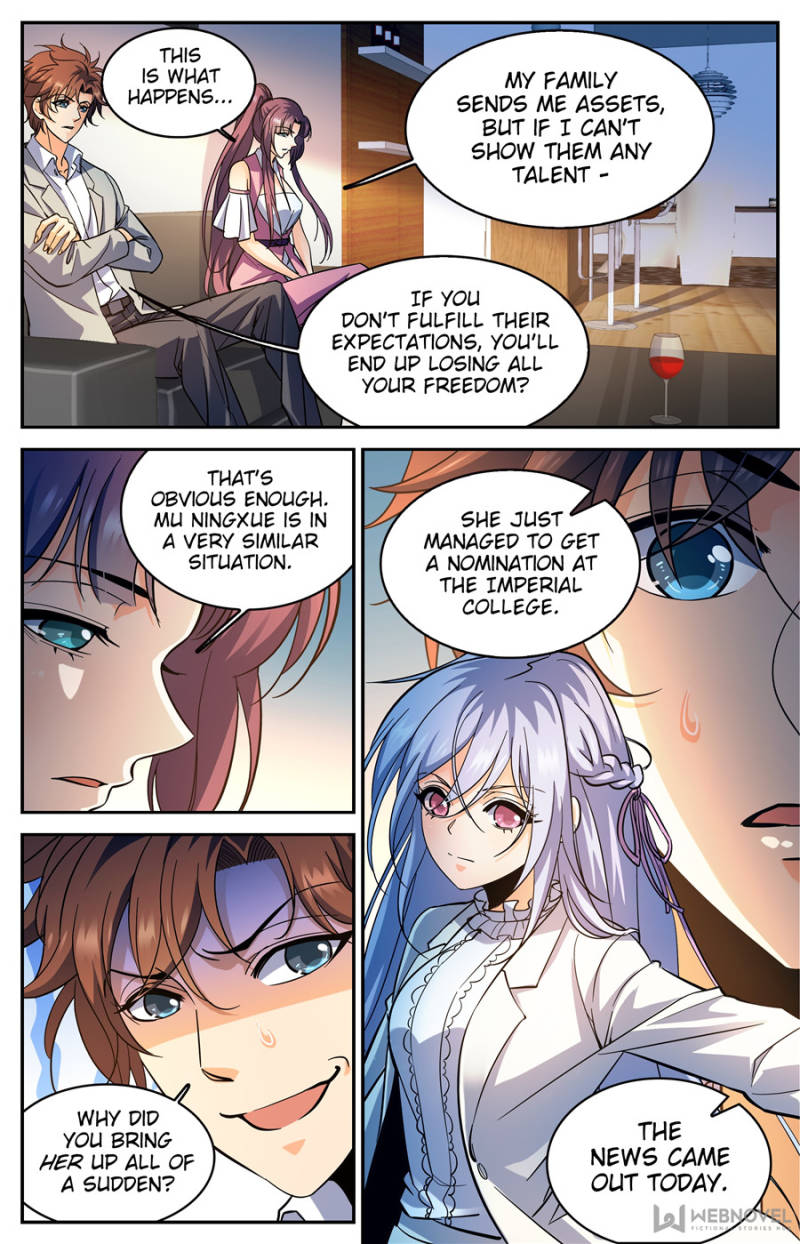 THIS
IS WHAT
HAPPENS...
MY FAMILY
SENDS ME ASSETS,
BUT IF I CAN'T
SHOW THEM ANY
TALENT -
IF YOU
DON'T FULFILL THEIR
EXPECTATIONS, YOU'LL
END UP LOSING ALL
YOUR FREEDOM?
THAT'S
OBVIOUS ENOUGH.
MU NINGXUE IS IN
A VERY SIMILAR
SITUATION.
SHE JUST
MANAGED TO GET
A NOMINATION AT
THE IMPERIAL
COLLEGE.
WHY DID
YOU BRING
HER UP ALL OF
A SUDDEN?
THE
NEWS CAME
OUT TODAY.
WEBNOVEL